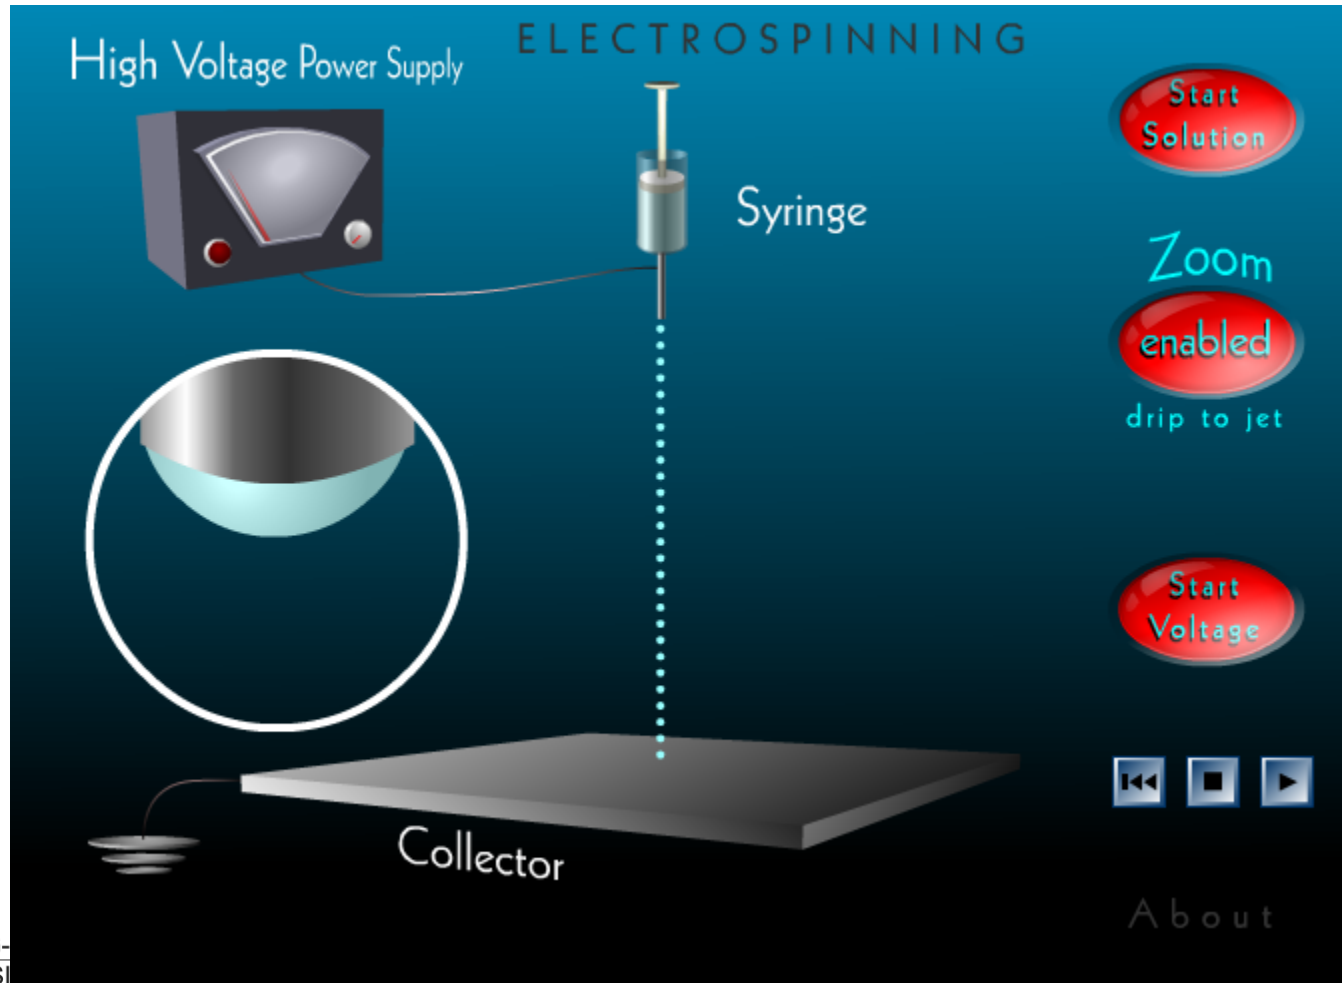 ELECTROSPINNING
High Voltage Power Supply
Start
Solution
Syringe
Zoom
enabled
drip to jet
Start
Voltage
Collector
About